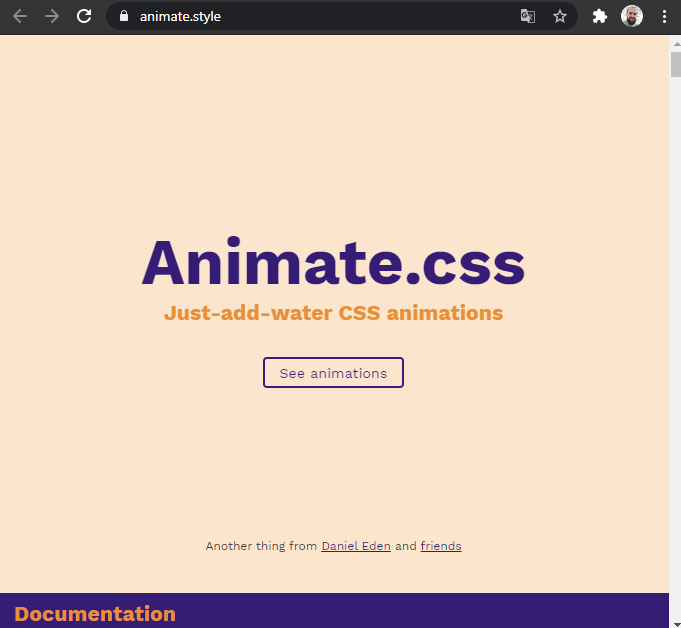 animate.style
Animate.css
Just-add-water CSS animations
See animations
Another thing from Daniel Eden and friends
Documentation